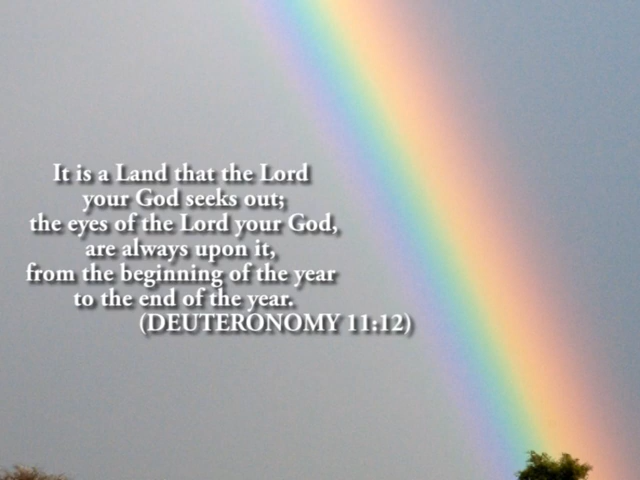 It is a Land that the Lord
your God seeks out;
the eyes of the Lord your God,
are always upon it,
from the beginning of the year
to the end of the year.
(DEUTERONOMY 11:12)